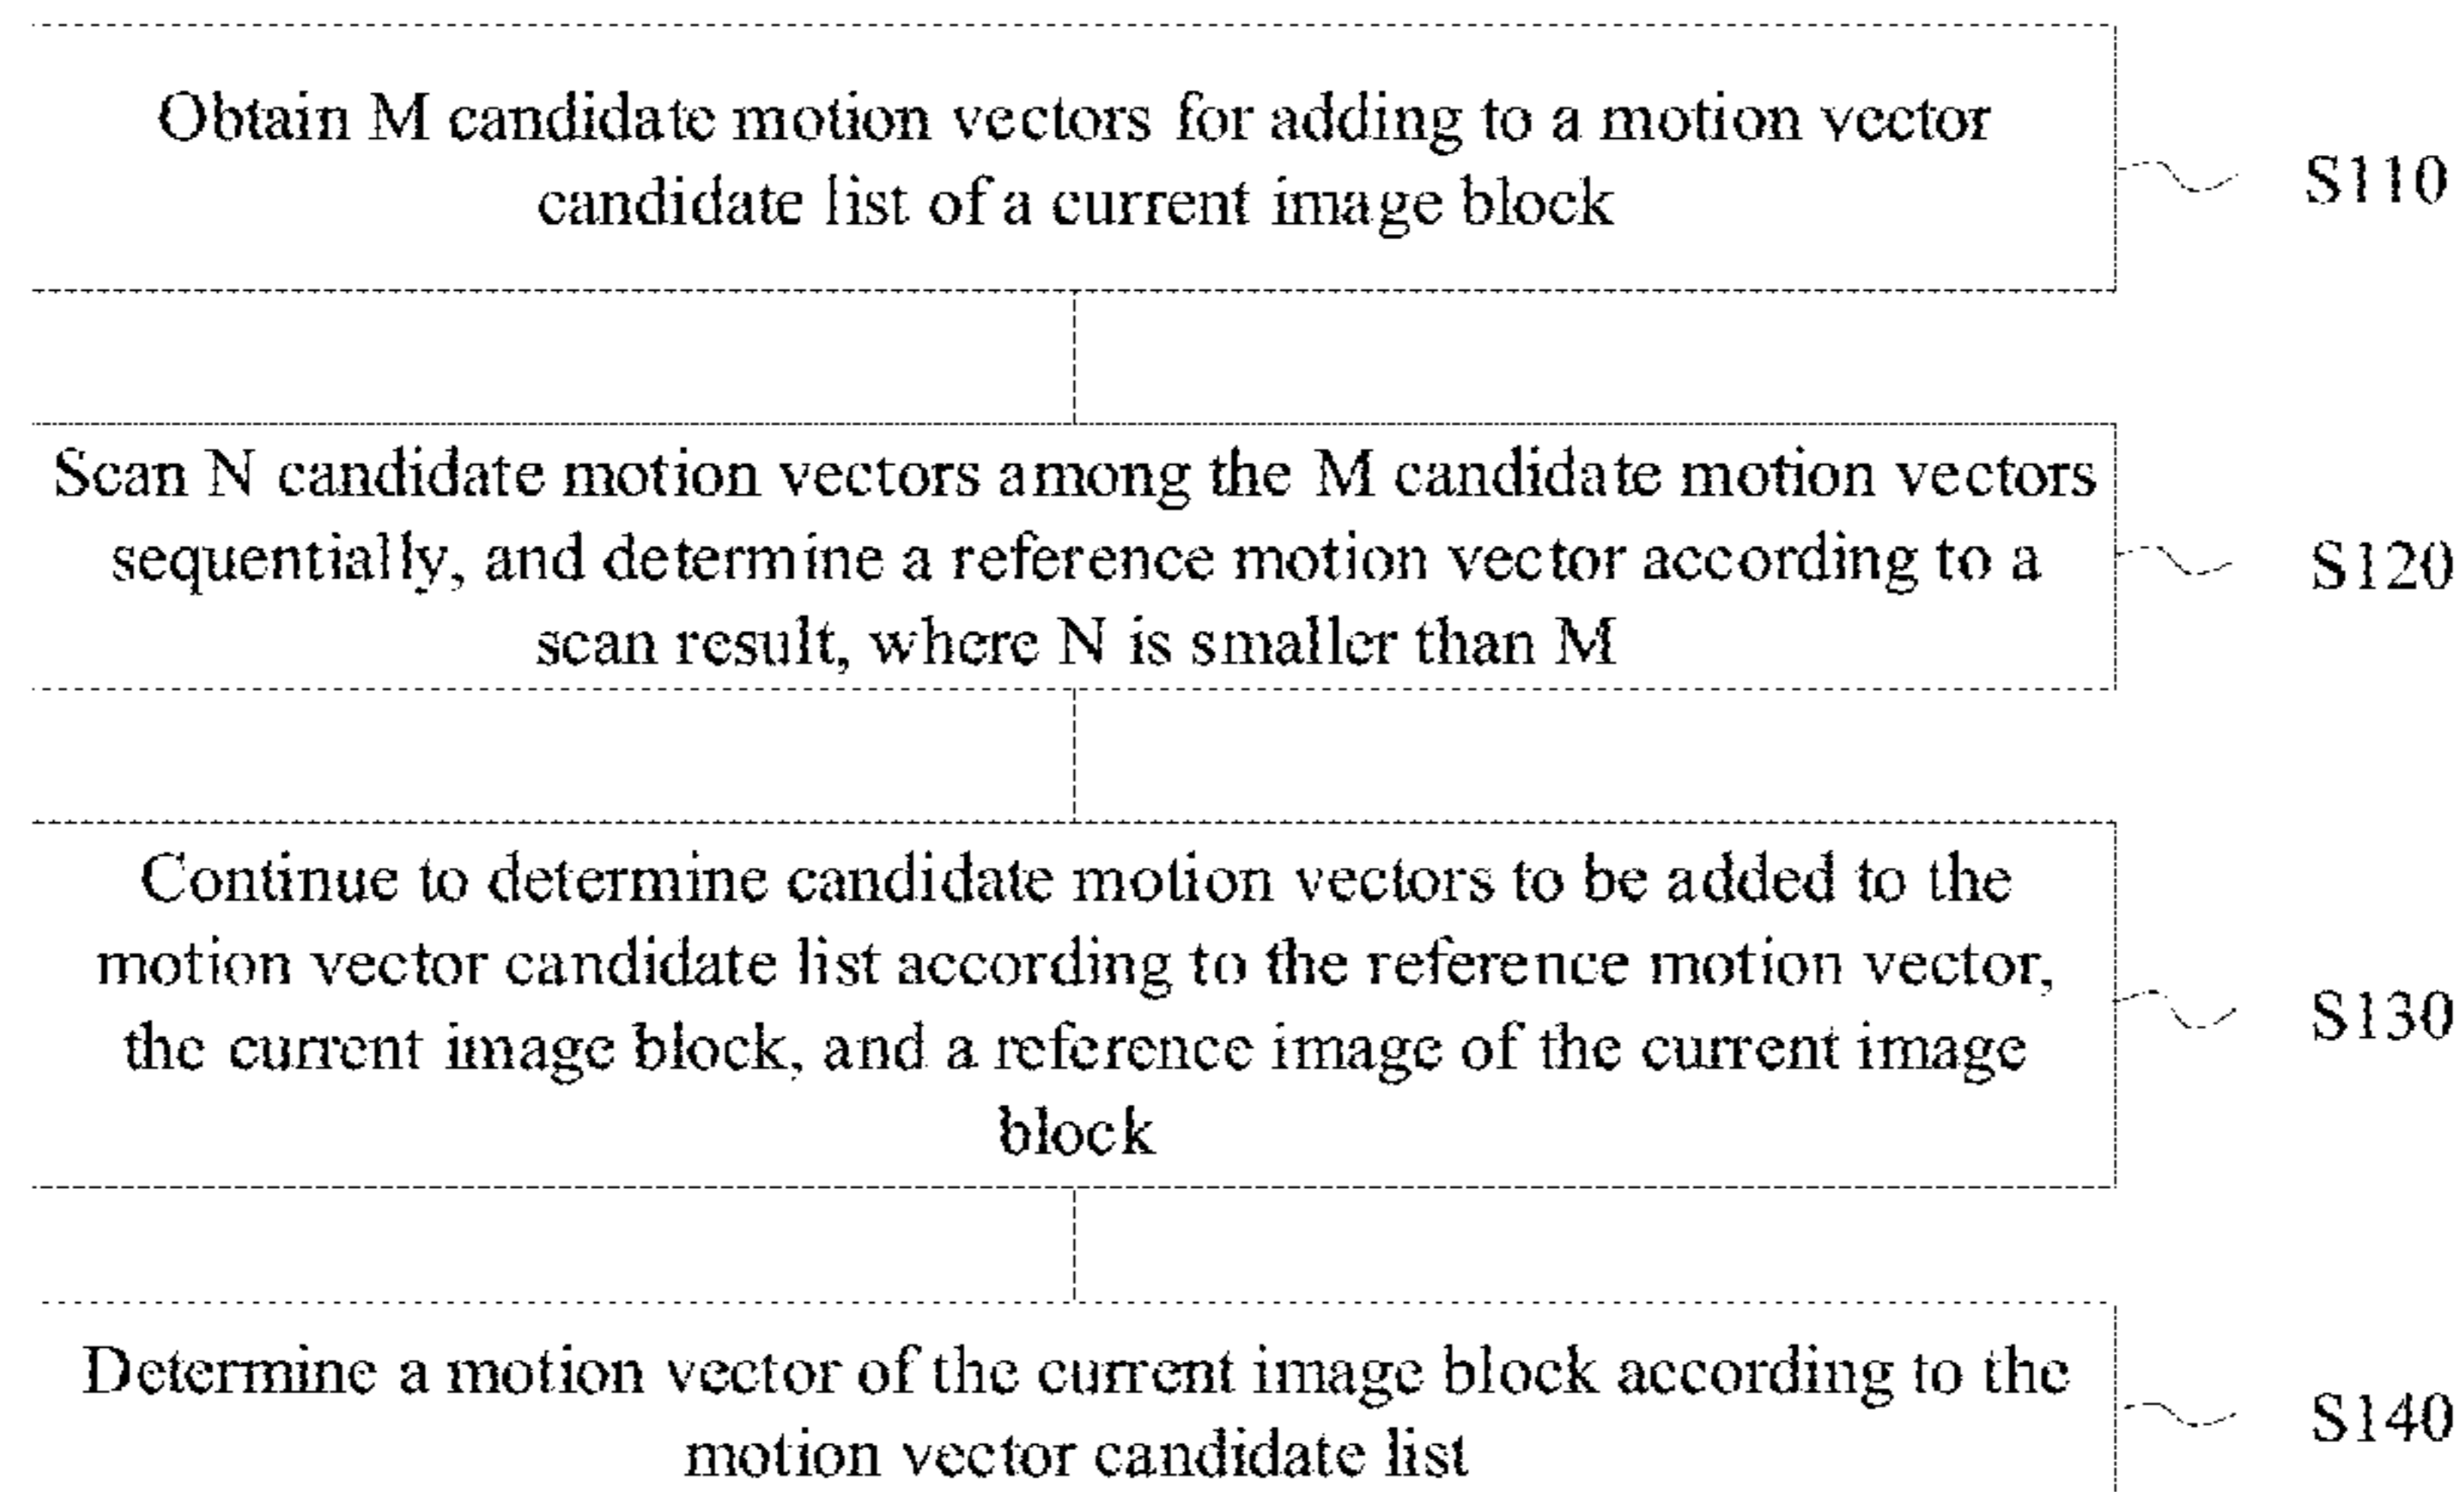 Obtain M candidate motion vectors for adding to a motion vector
candidate list of a current image block
S110
Scan N candidate motion vectors among the M candidate motion vectors
sequentially, and determine a reference motion vector according to a
scan result, where N is smaller than M
S120
Continue to determine candidate motion vectors to be added to the
motion vector candidate list according to the reference motion vector,
the current image block, and a reference image of the current image
block
S130
Determine a motion vector of the current image block according to the
motion vector candidate list
S140